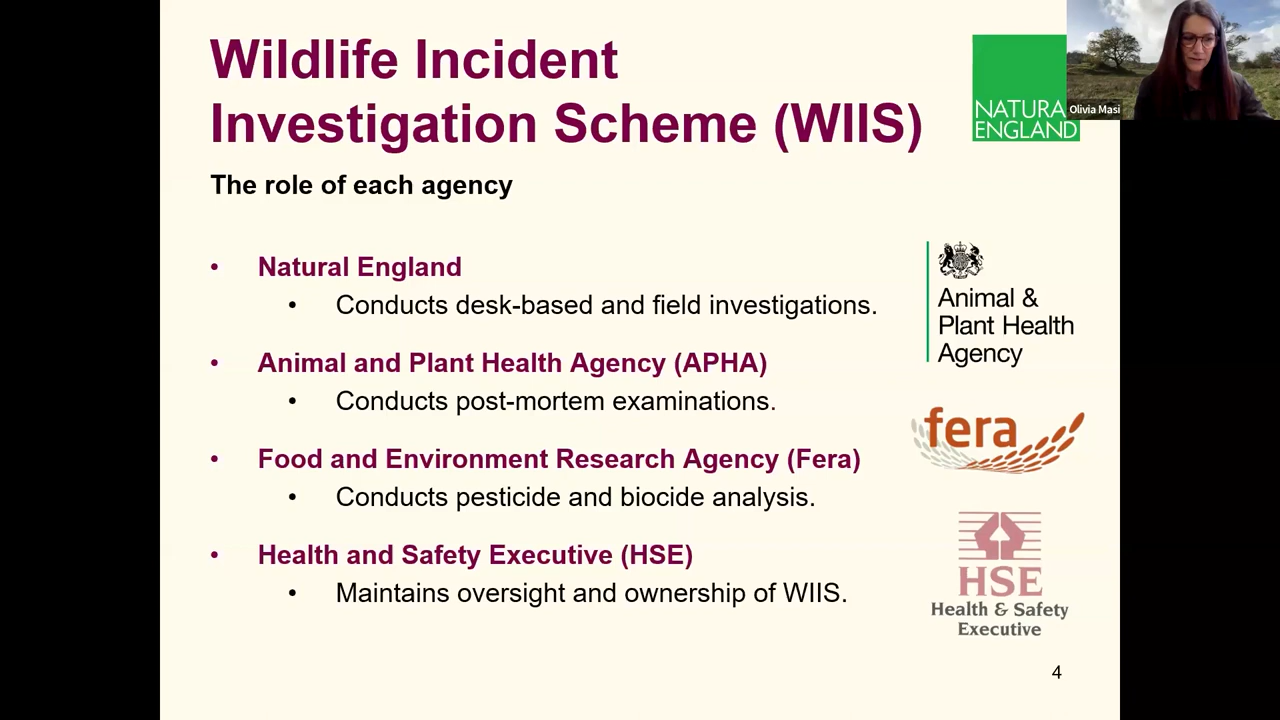 Wildlife Incident
Investigation Scheme (WIIS)
NATURA
ENGLAND
Olivia Masi
The role of each agency
• Natural England
• Conducts desk-based and field investigations.
• Animal and Plant Health Agency (APHA)
• Conducts post-mortem examinations.
• Food and Environment Research Agency (Fera)
• Conducts pesticide and biocide analysis.
• Health and Safety Executive (HSE)
• Maintains oversight and ownership of WIIS.
Animal &
Plant Health
Agency
fera
HSE
Health & Safety
Executive
4